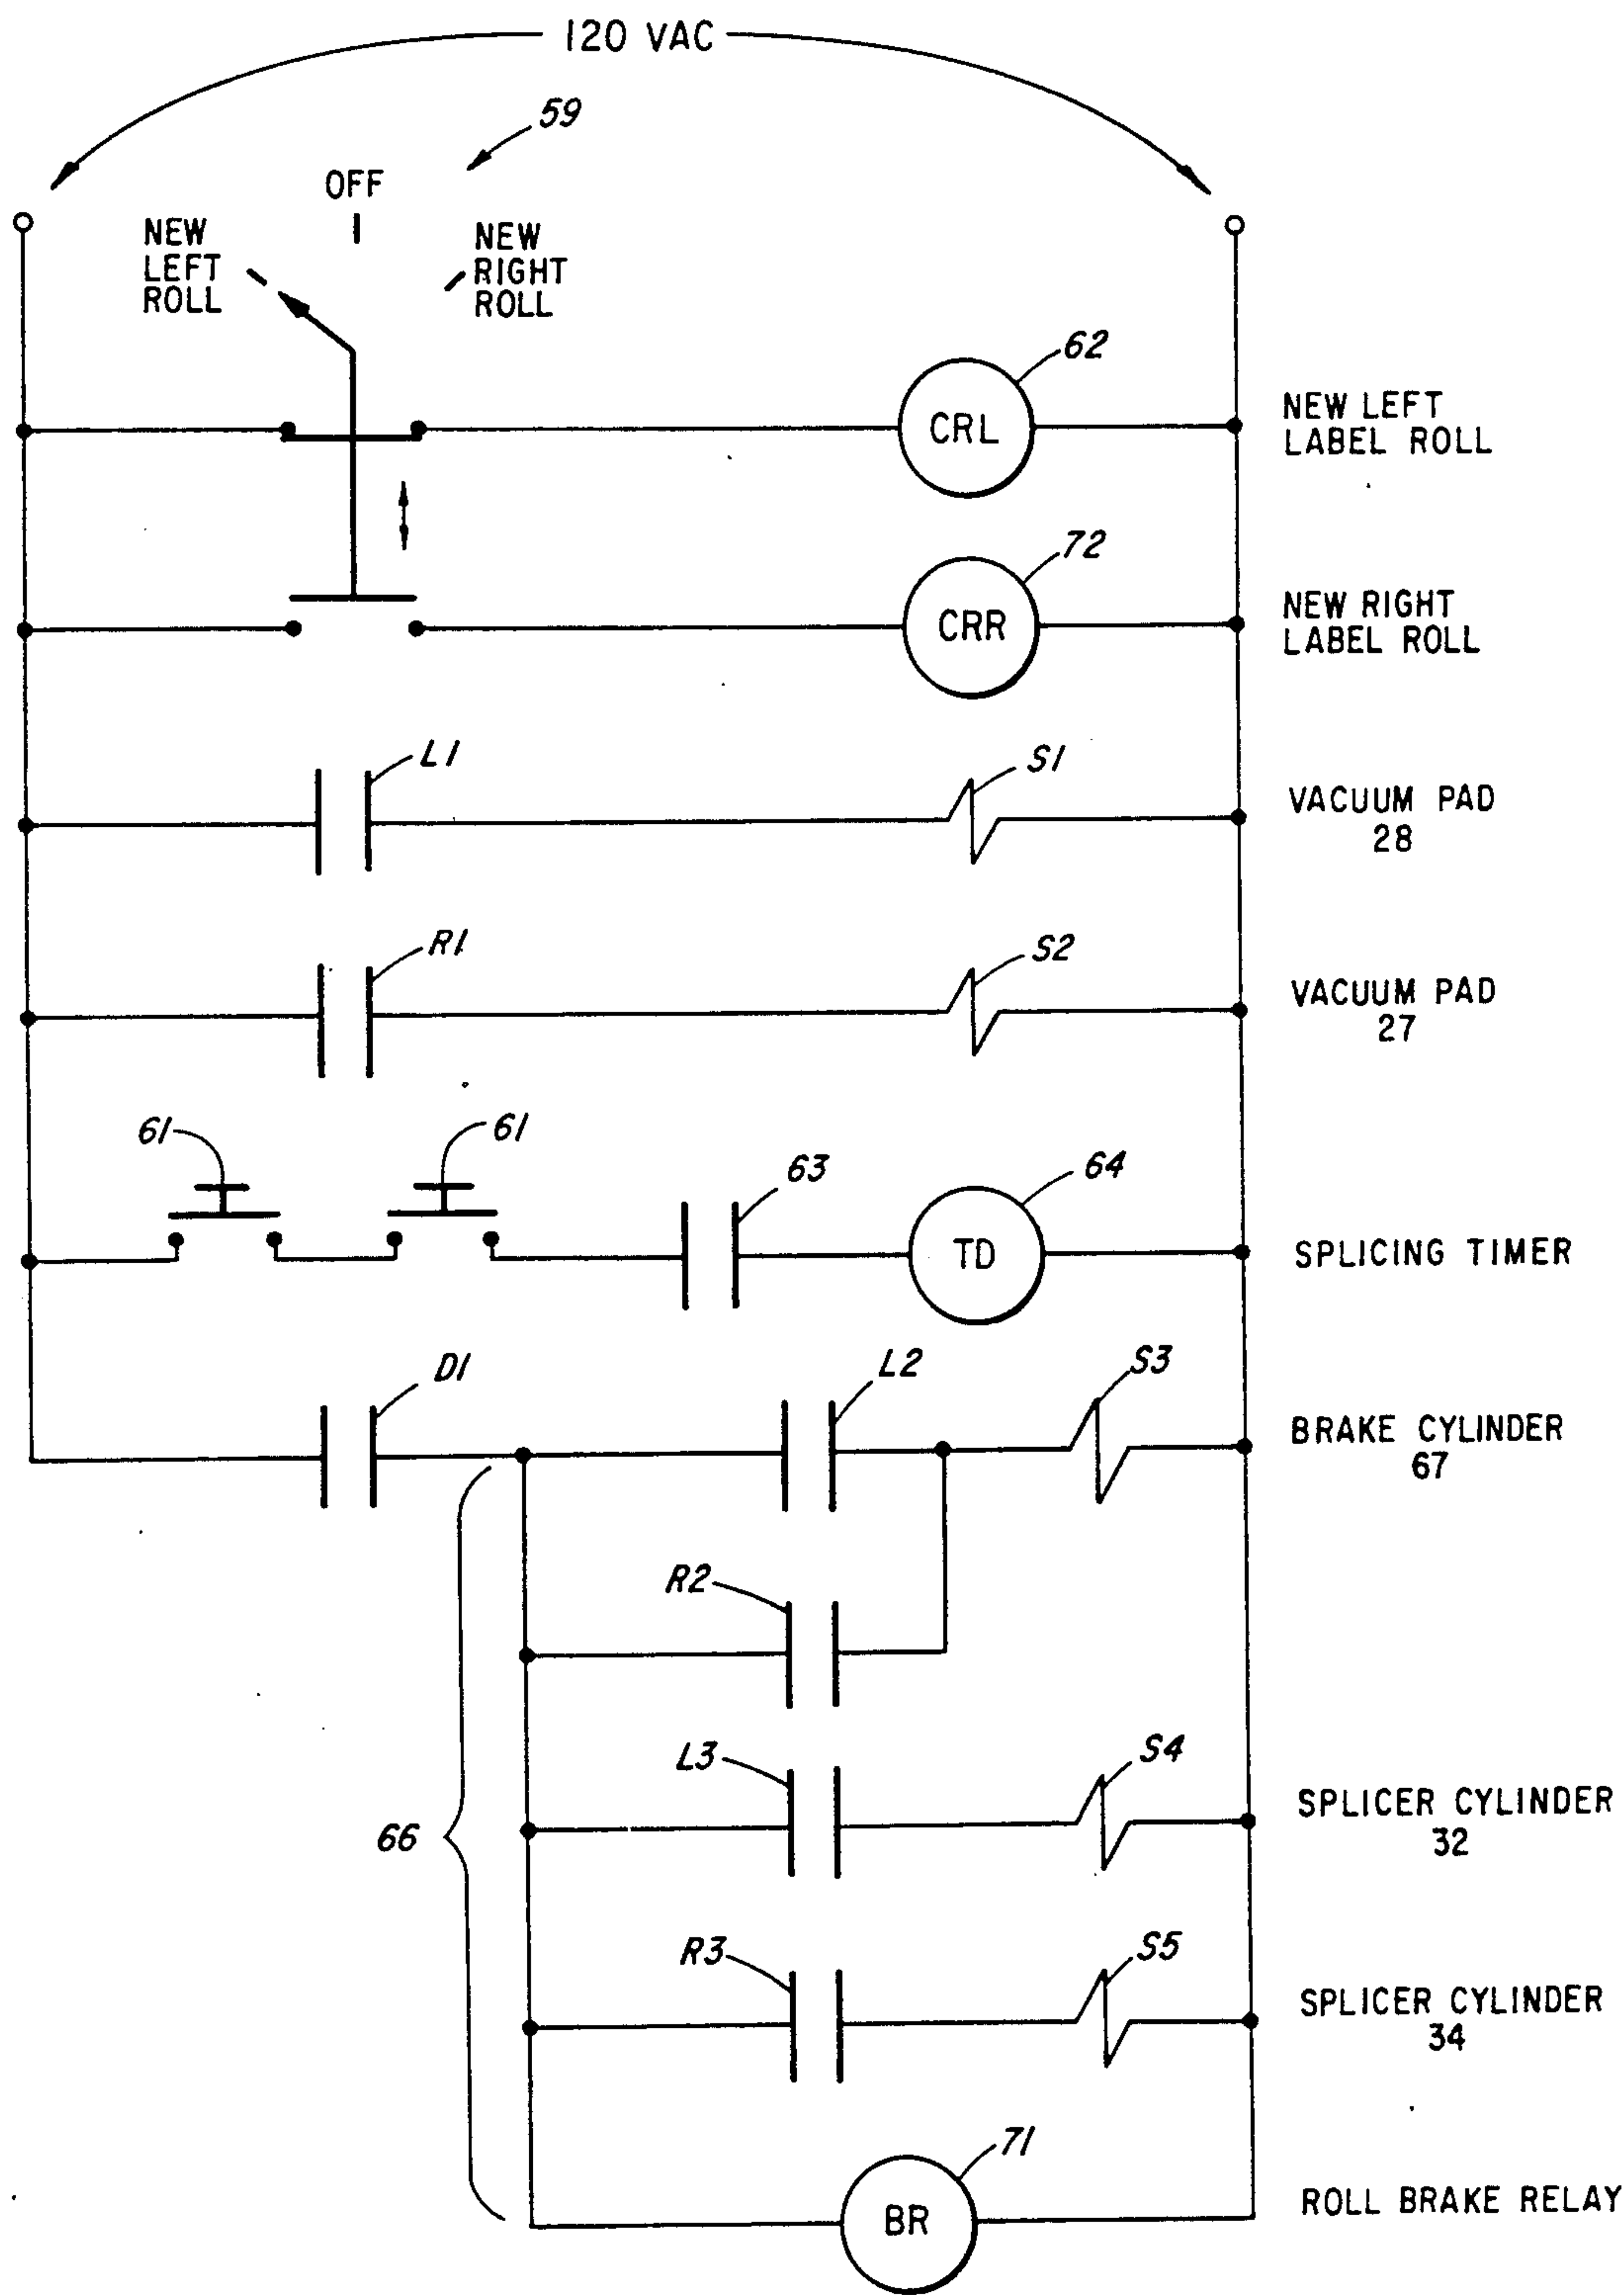 120 VAC
59
OFF
NEW
LEFT
ROLL
NEW
RIGHT
ROLL
62
CRL
NEW LEFT
LABEL ROLL
72
CRR
NEW RIGHT
LABEL ROLL
L1
S1
VACUUM PAD
28
R1
S2
VACUUM PAD
27
61
61
63
64
TD
SPLICING TIMER
D1
L2
S3
BRAKE CYLINDER
67
R2
L3
S4
SPLICER CYLINDER
32
66
R3
S5
SPLICER CYLINDER
34
71
BR
ROLL BRAKE RELAY